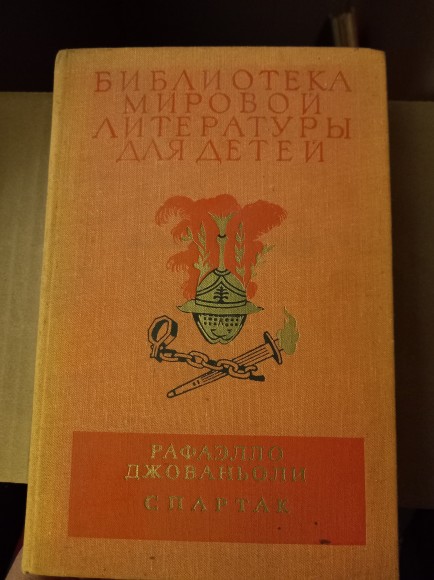 БИБЛИОТЕКА
МИРОВОЙ
ЛИТЕРАТУРЫ
ДЛЯ ДЕТЕЙ
РАФАЭЛЛО
ДЖОВАНЬОЛИ
СПАРТАК